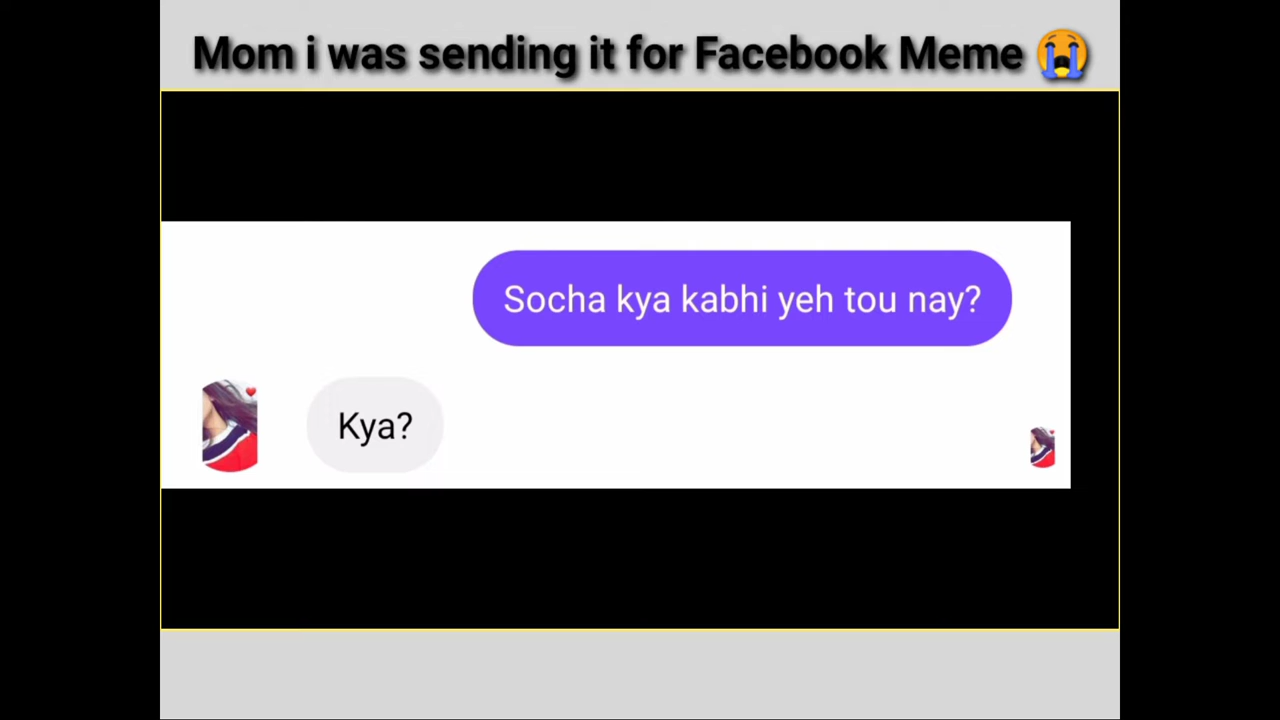 Mom i was sending it for Facebook Meme 😭
Socha kya kabhi yeh tou nay?
Kya?